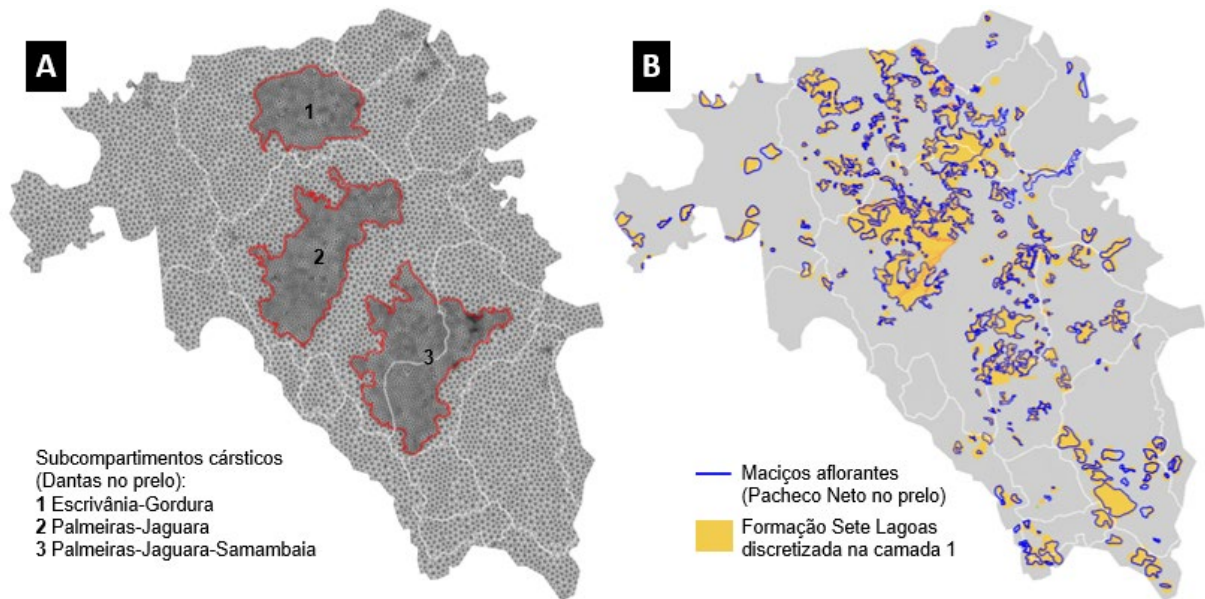 A
B
1
2
3
Subcompartimentos cársticos
(Dantas no prelo):
1 Escrivânia-Gordura
2 Palmeiras-Jaguara
3 Palmeiras-Jaguara-Samambaia
Maciços aflorantes
(Pacheco Neto no prelo)
Formação Sete Lagoas
discretizada na camada 1